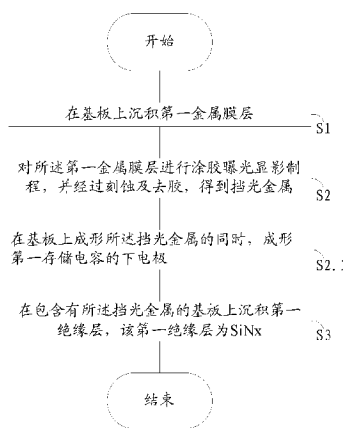 开始
在基板上沉积第一金属膜层
S1
对所述第一金属膜层进行涂胶曝光显影制
程，并经过刻蚀及去胶，得到挡光金属
S2
在基板上成形所述挡光金属的同时，成形
第一存储电容的下电极
S2.
在包含有所述挡光金属的基板上沉积第一
绝缘层，该第一绝缘层为SiNx
S3
结束